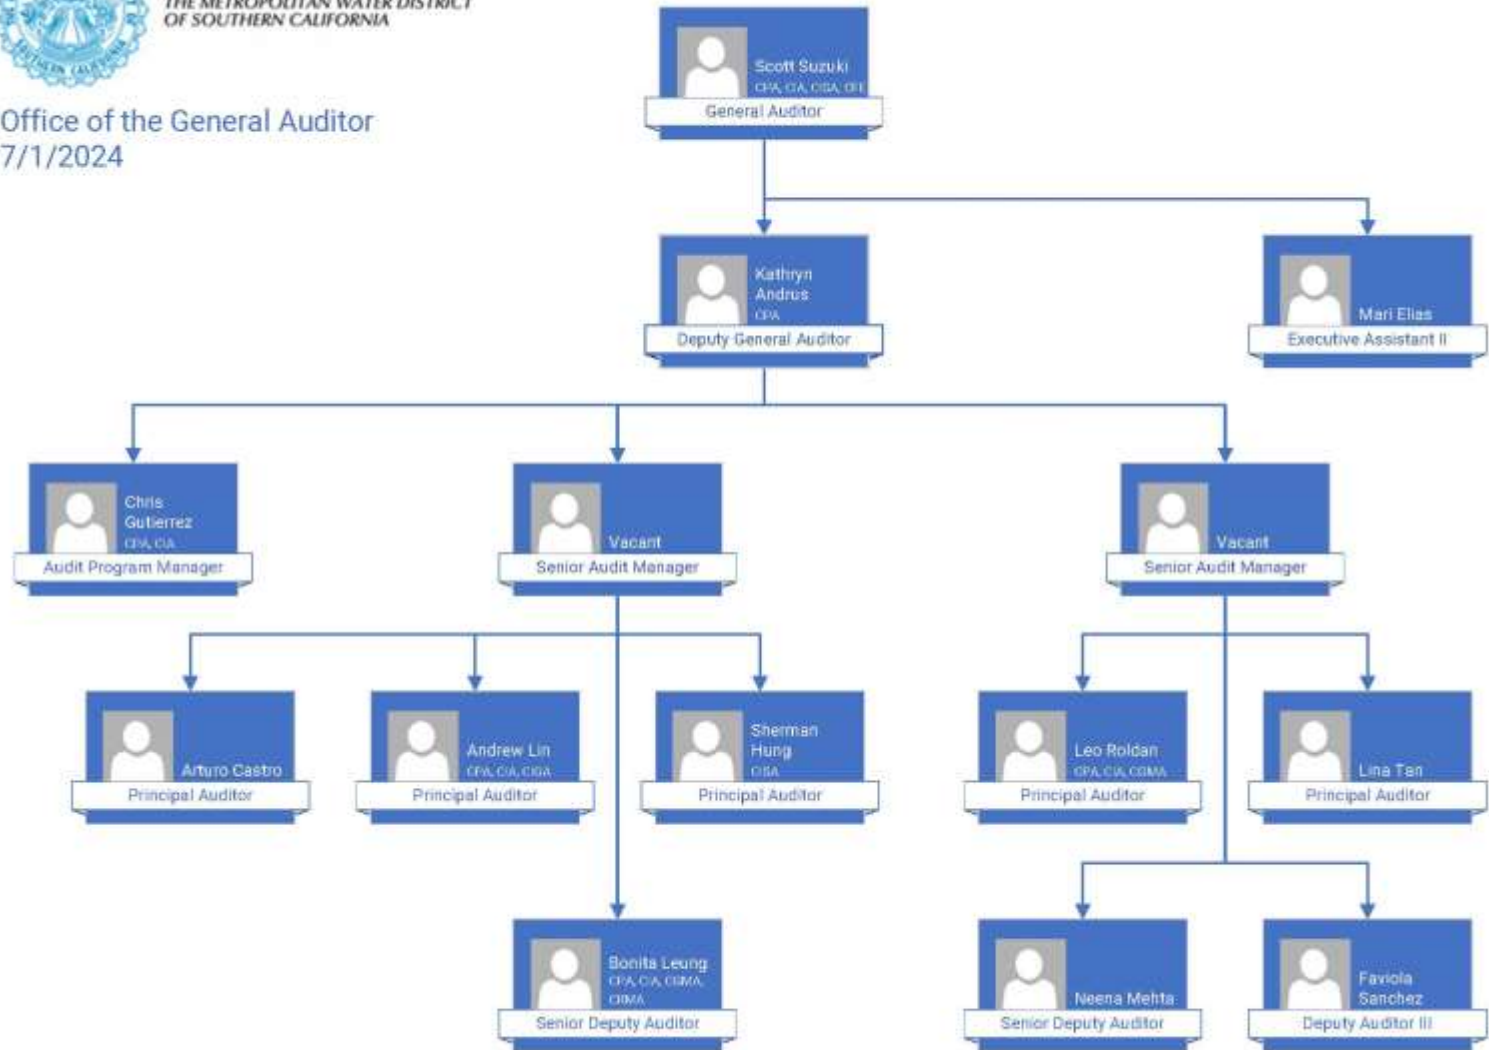 THE METROPOLITAN WATER DISTRICT
OF SOUTHERN CALIFORNIA
SOUTHERN CALIFORNIA
Office of the General Auditor
7/1/2024
Scott Suzuki
CPA, CIA, CISA, CFE
General Auditor
Kathryn
Andrus
CPA
Deputy General Auditor
Mari Elias
Executive Assistant II
Chris
Gutierrez
CPA, CIA
Audit Program Manager
Vacant
Senior Audit Manager
Vacant
Senior Audit Manager
Arturo Castro
Principal Auditor
Andrew Lin
CPA, CIA, CISA
Principal Auditor
Sherman
Hung
CISA
Principal Auditor
Leo Roldan
CPA, CIA, CGMA
Principal Auditor
Lina Tan
Principal Auditor
Bonita Leung
CPA, CIA, CGMA,
CRMA
Senior Deputy Auditor
Neena Mehta
Senior Deputy Auditor
Faviola
Sanchez
Deputy Auditor III